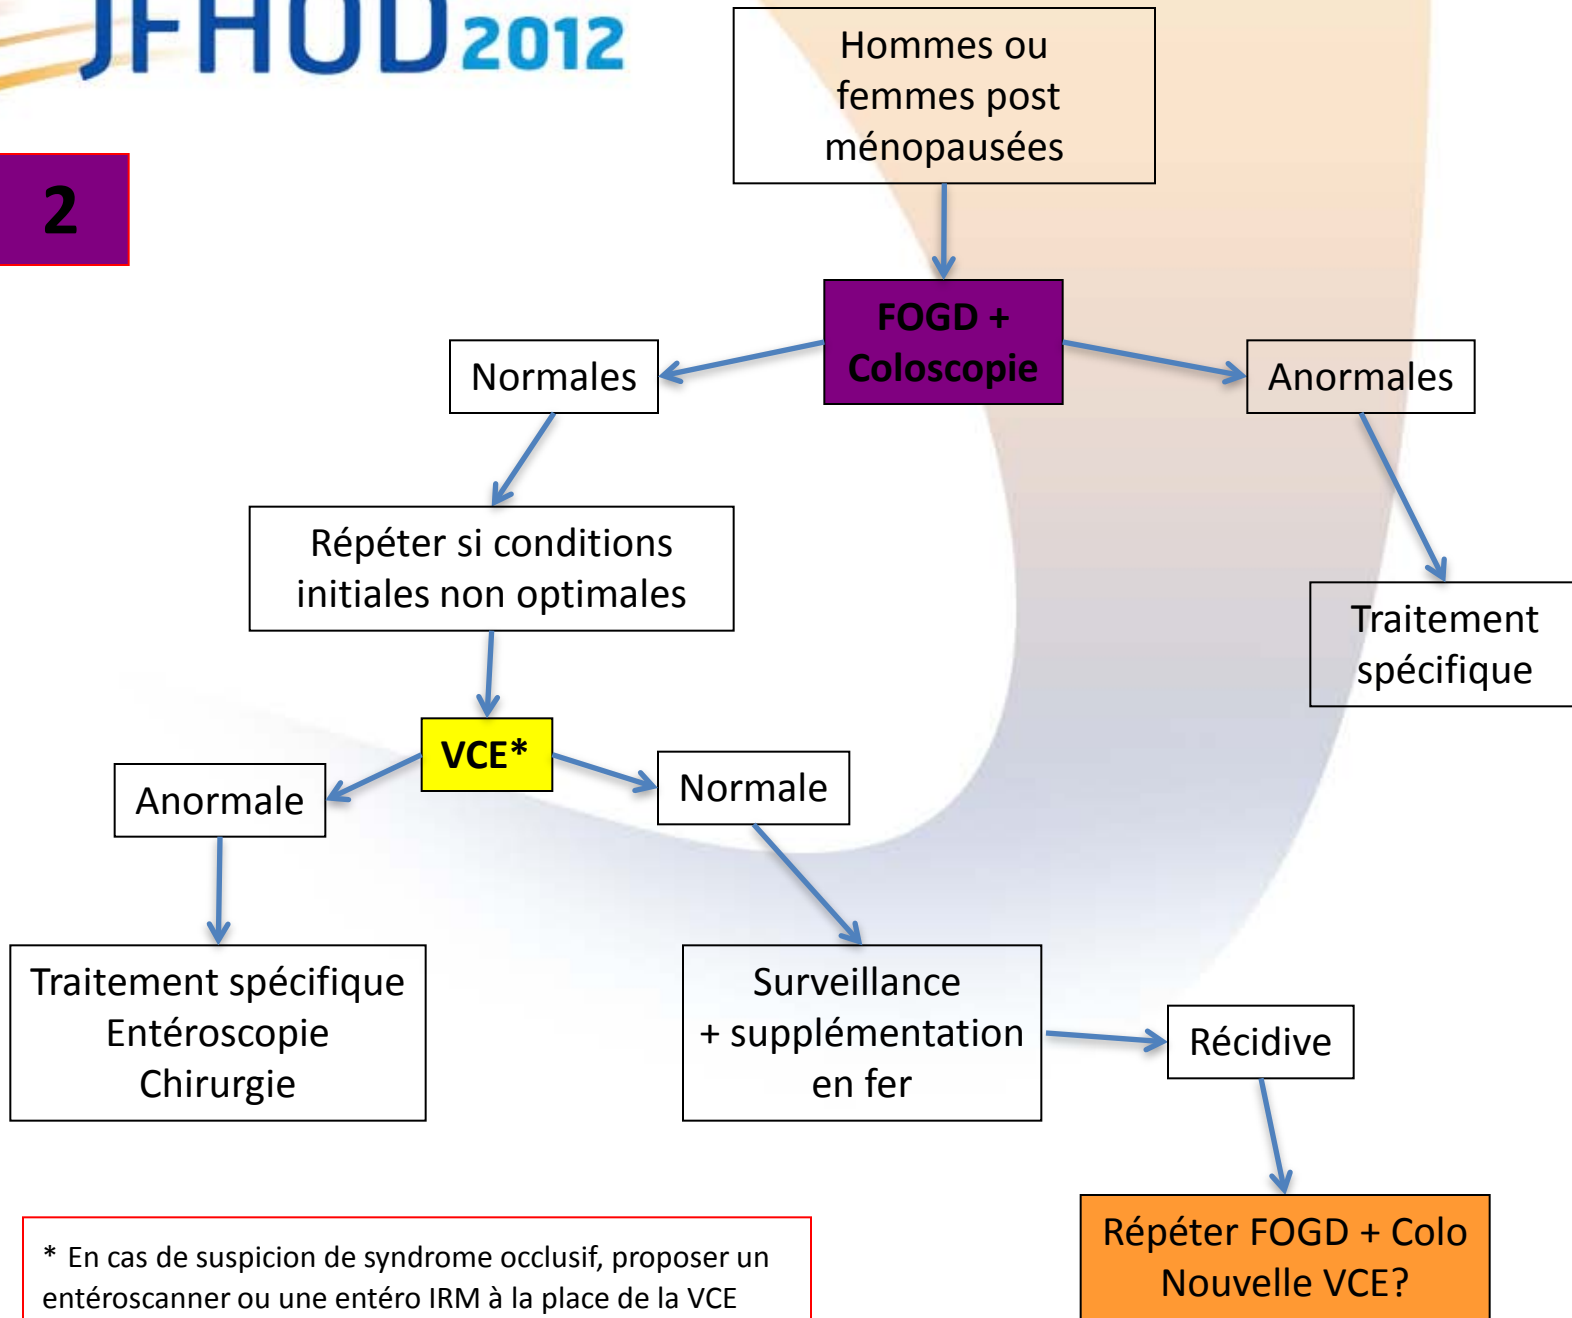 JFHOD 2012
2
Hommes ou
femmes post
ménopausées
FOGD +
Coloscopie
Normales
Anormales
Répéter si conditions
initiales non optimales
Traitement
spécifique
VCE*
Anormale
Normale
Traitement spécifique
Entéroscopie
Chirurgie
Surveillance
+ supplémentation
en fer
Récidive
Répéter FOGD + Colo
Nouvelle VCE?
* En cas de suspicion de syndrome occlusif, proposer un
entéroscanner ou une entéro IRM à la place de la VCE